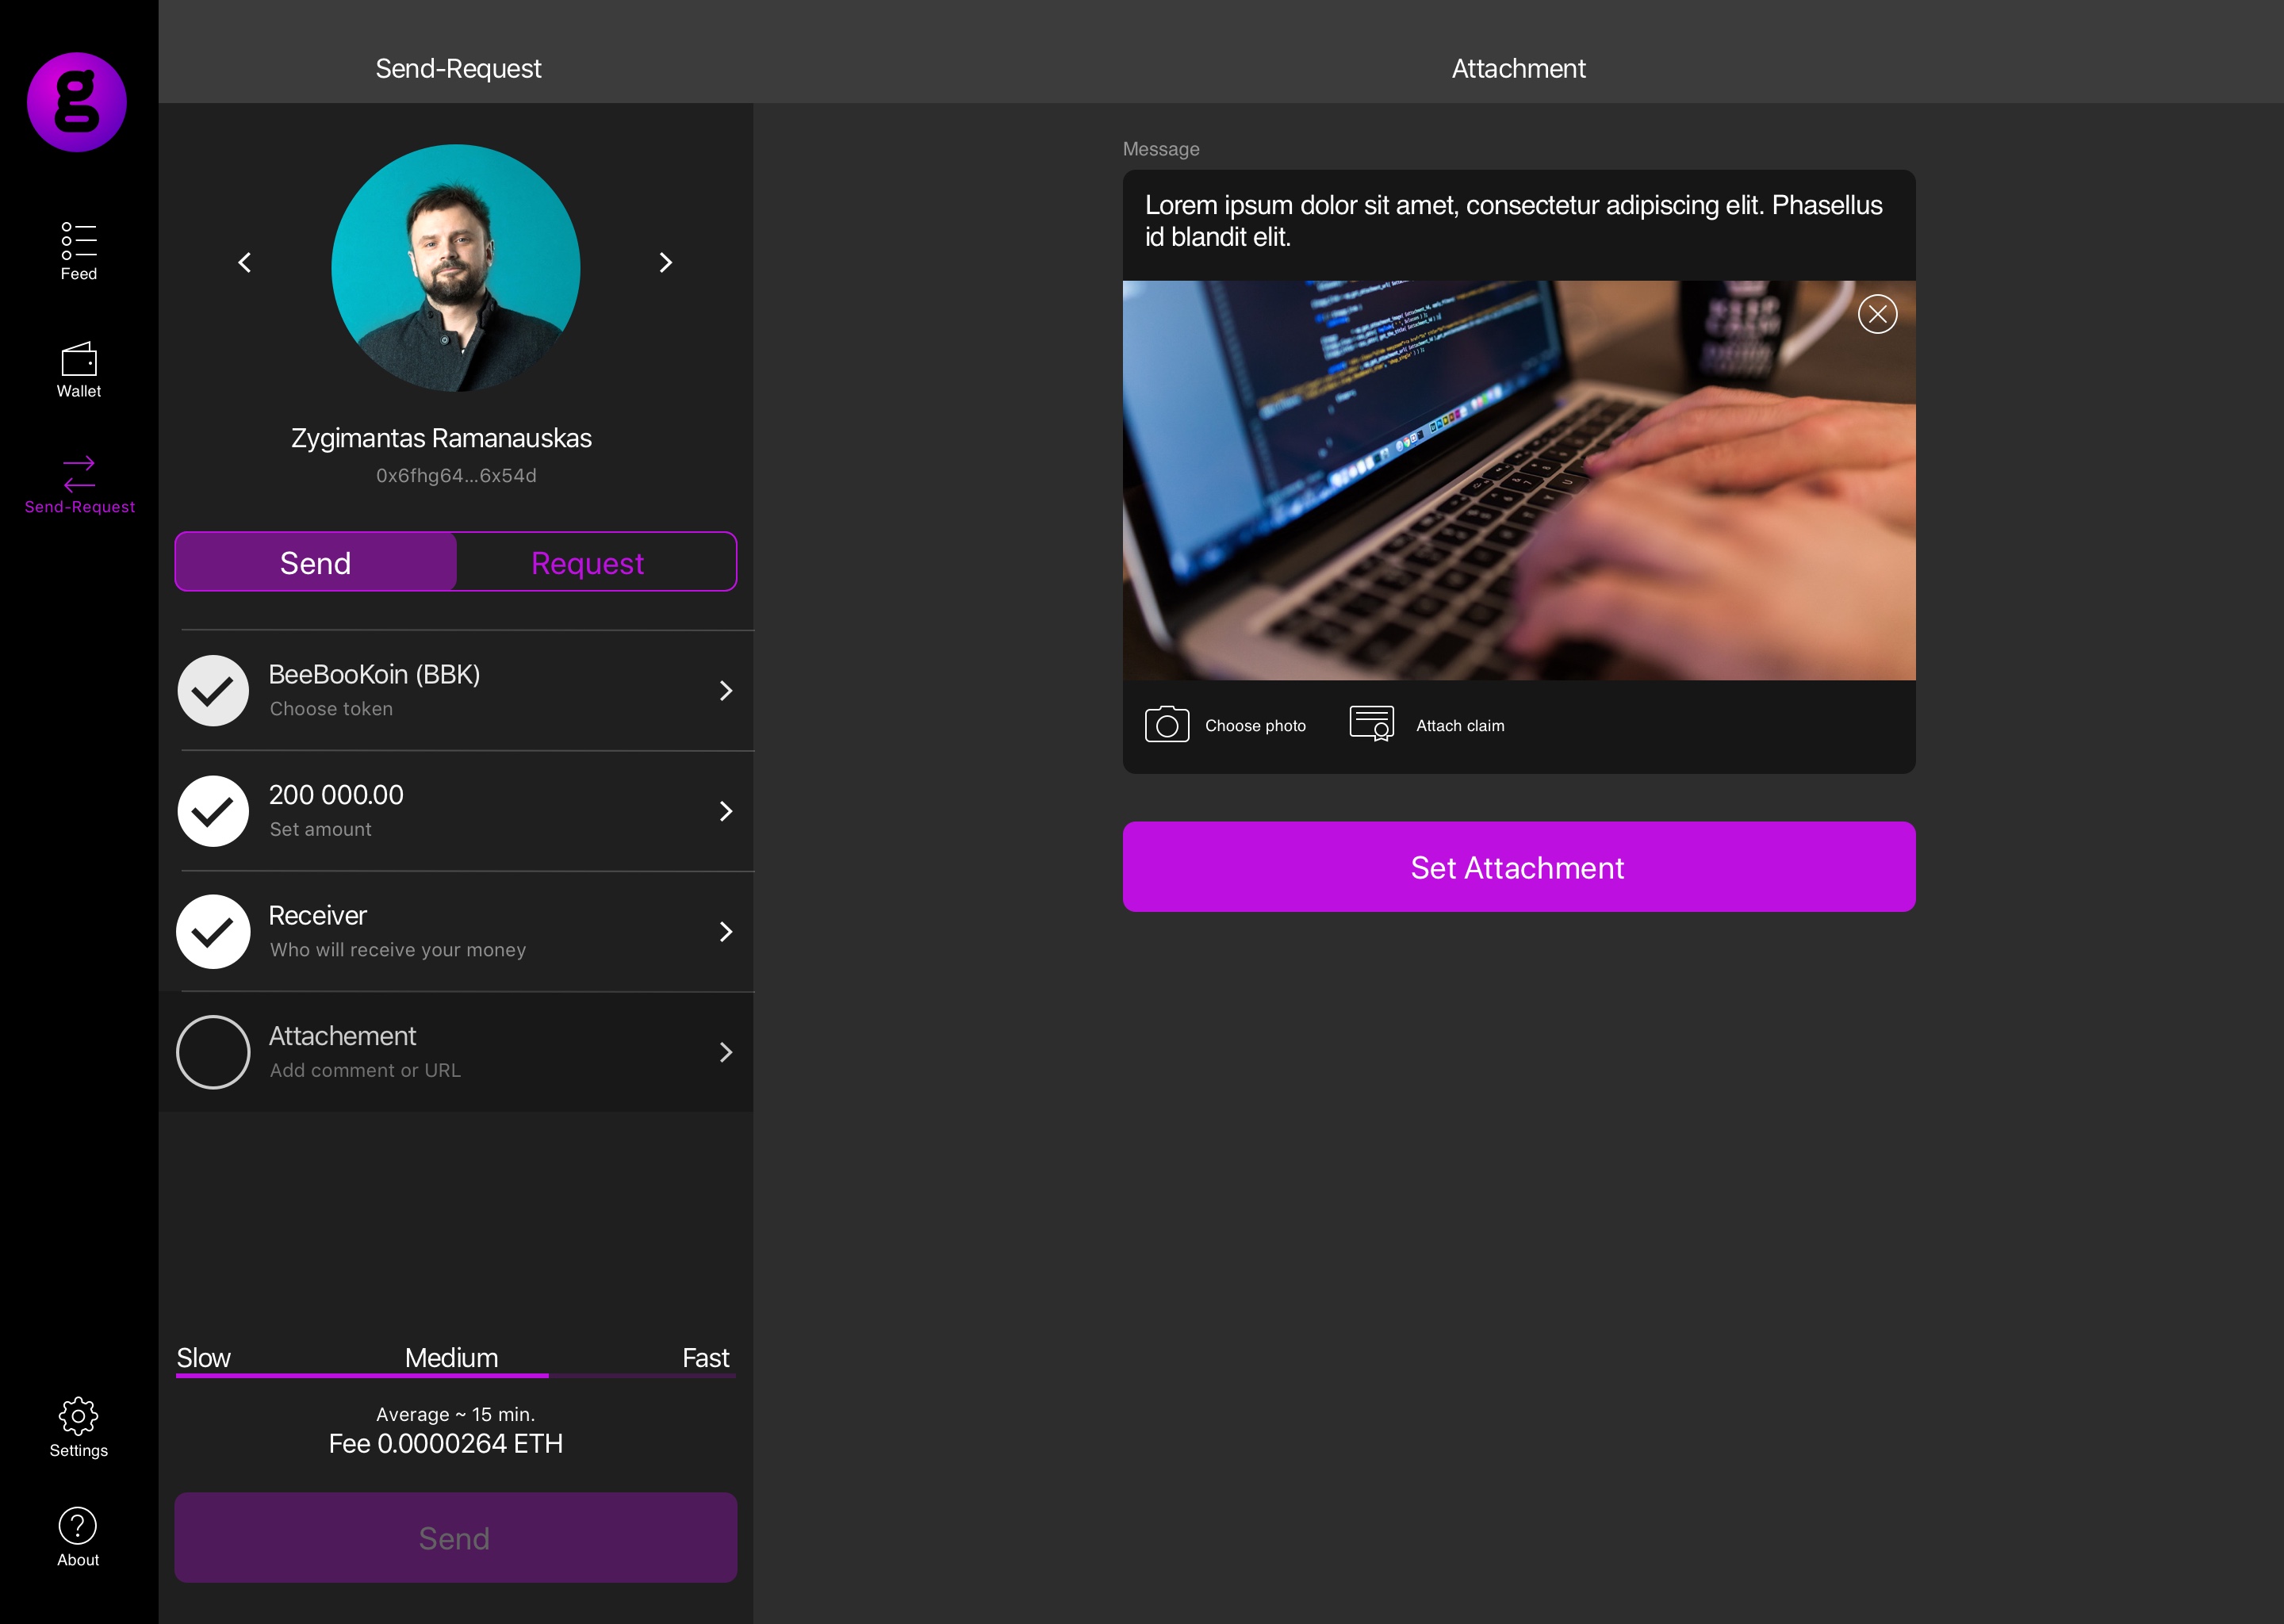 g
Feed
Wallet
Send-Request
Settings
About
Send-Request
Zygimantas Ramanauskas
0x6fhg64...6x54d
Send
Request
BeeBooKoin (BBK)
Choose token
200 000.00
Set amount
Receiver
Who will receive your money
Attachement
Add comment or URL
Slow
Medium
Fast
Average ~ 15 min.
Fee 0.0000264 ETH
Send
Attachment
Message
Lorem ipsum dolor sit amet, consectetur adipiscing elit. Phasellus
id blandit elit.
KEEP
CALM
Choose photo
Attach claim
Set Attachment